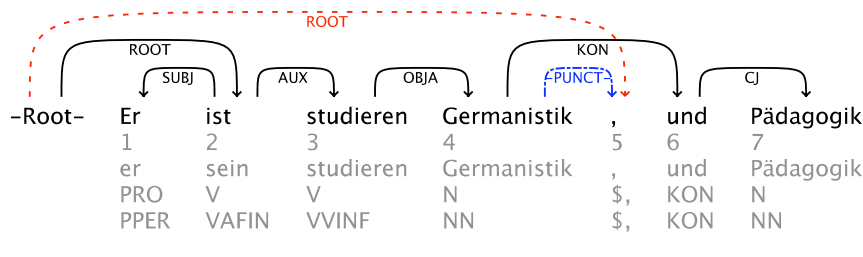 ROOT
ROOT KON
SUBJ AUX OBJA -PUNCT- CJ
-Root- Er ist studieren Germanistik , und Pädagogik
1 2 3 4 5 6 7
er sein studieren Germanistik , und Pädagogik
PRO V V N $, KON N
PPER VAFIN VVINF NN $, KON NN